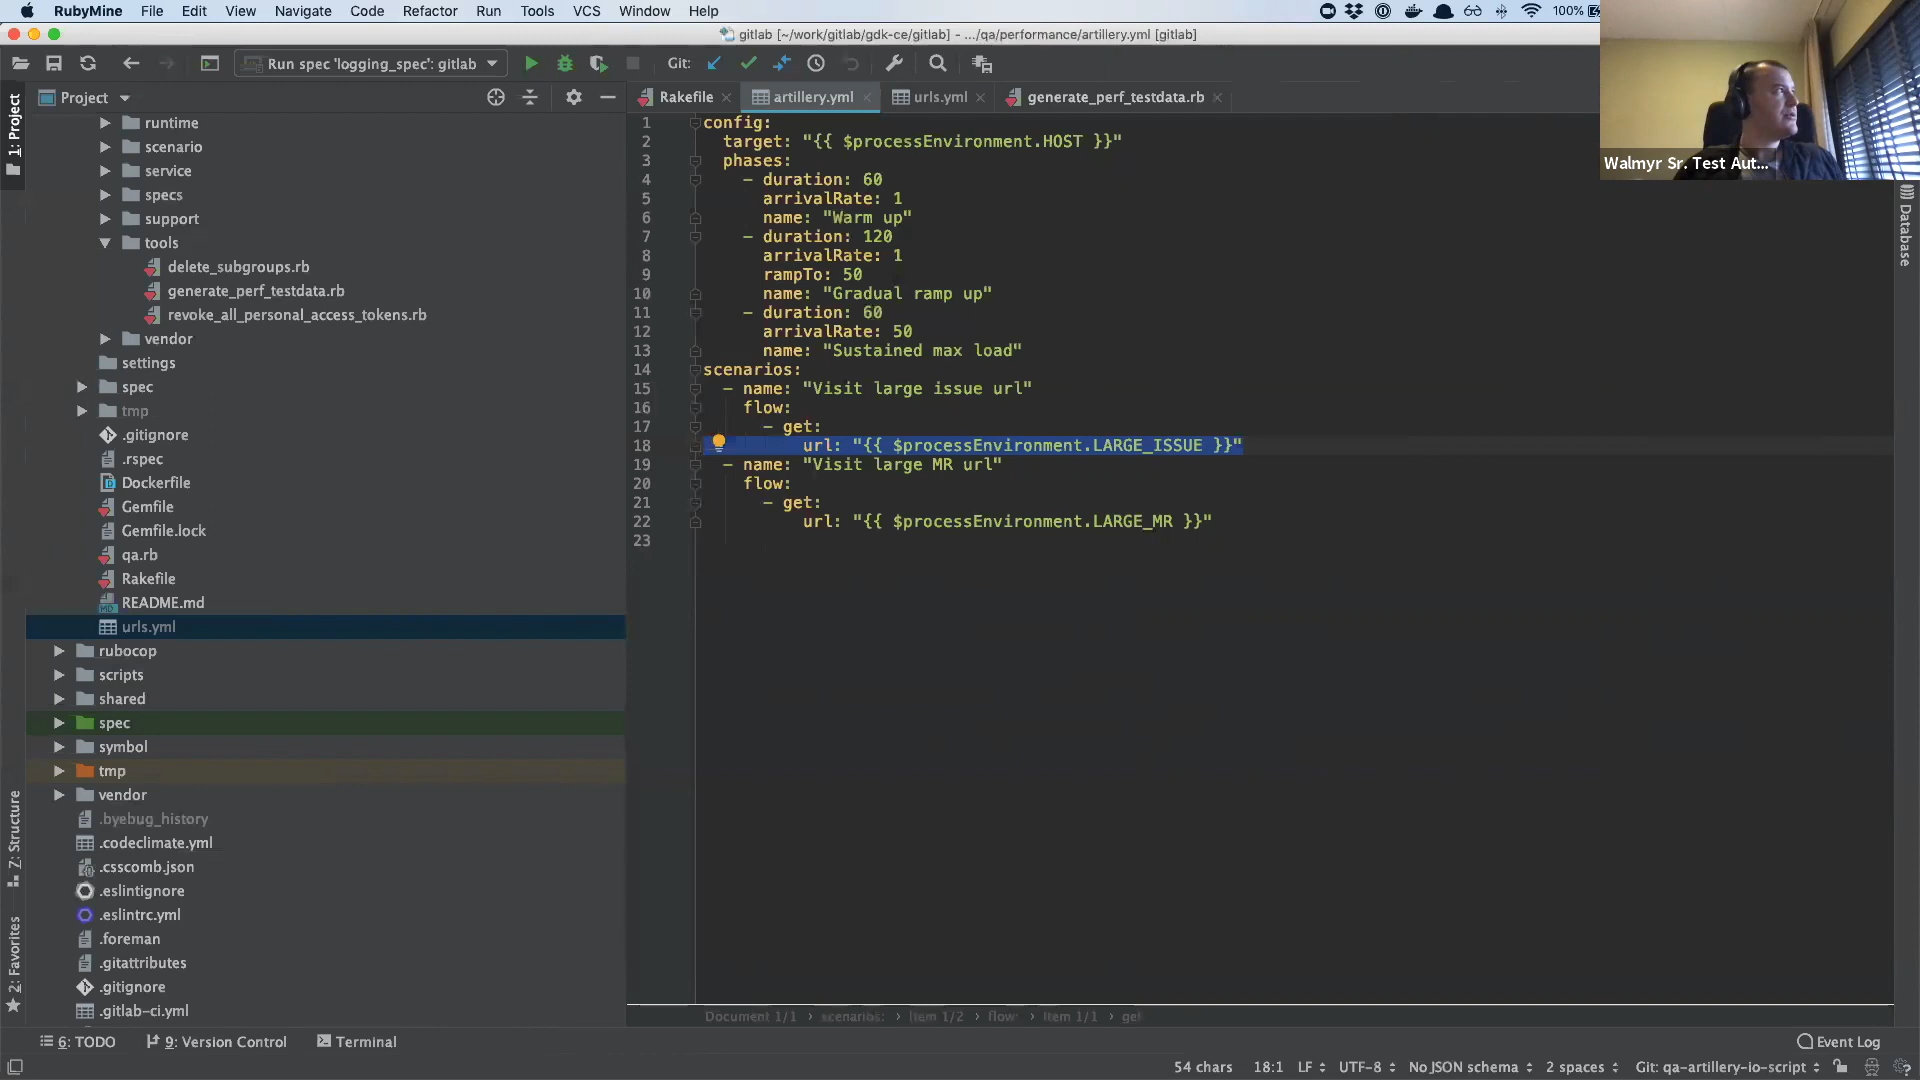 RubyMine File Edit View Navigate Code Refactor Run Tools VCS Window Help 100%
gitlab [~/work/gitlab/gdk-ce/gitlab] - .../qa/performance/artillery.yml [gitlab]
Run spec 'logging_spec': gitlab Git:
Project
Rakefile artillery.yml urls.yml generate_perf_testdata.rb
1: Project
runtime
scenario
service
specs
support
tools
delete_subgroups.rb
generate_perf_testdata.rb
revoke_all_personal_access_tokens.rb
vendor
settings
spec
tmp
.gitignore
.rspec
Dockerfile
Gemfile
Gemfile.lock
qa.rb
Rakefile
README.md
urls.yml
rubocop
scripts
shared
spec
symbol
tmp
vendor
.byebug_history
.codeclimate.yml
.csscomb.json
.eslintignore
.eslintrc.yml
.foreman
.gitattributes
.gitignore
.gitlab-ci.yml
Z: Structure
2: Favorites
1 config:
2 target: "{{ $processEnvironment.HOST }}"
3 phases:
4 - duration: 60
5 arrivalRate: 1
6 name: "Warm up"
7 - duration: 120
8 arrivalRate: 1
9 rampTo: 50
10 name: "Gradual ramp up"
11 - duration: 60
12 arrivalRate: 50
13 name: "Sustained max load"
14 scenarios:
15 - name: "Visit large issue url"
16 flow:
17 - get:
18 url: "{{ $processEnvironment.LARGE_ISSUE }}"
19 - name: "Visit large MR url"
20 flow:
21 - get:
22 url: "{{ $processEnvironment.LARGE_MR }}"
23
Walmyr Sr. Test Aut...
Database
Document 1/1 › scenarios: › Item 1/2 › flow: › Item 1/1 › get
6: TODO 9: Version Control Terminal Event Log
54 chars 18:1 LF UTF-8 No JSON schema 2 spaces Git: qa-artillery-io-script